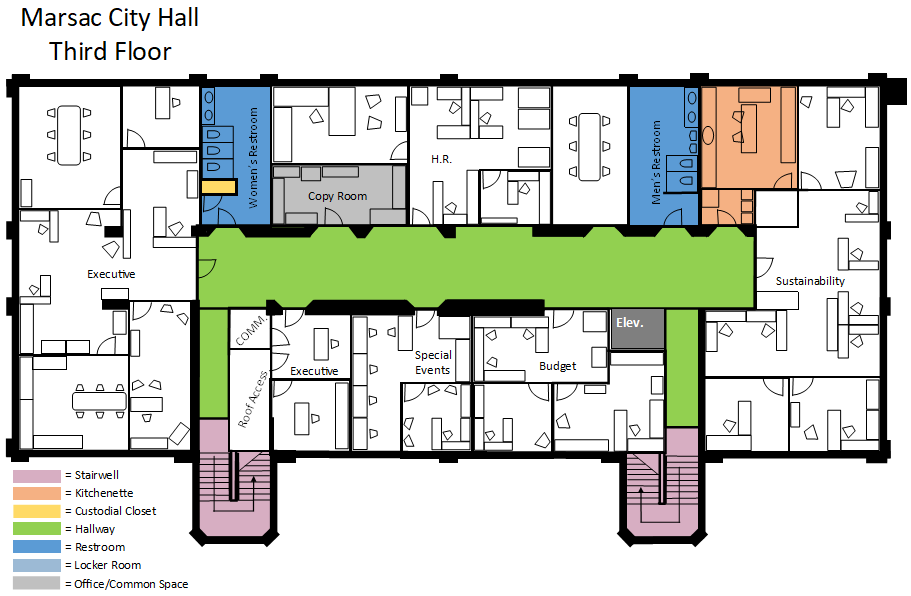 Marsac City Hall
Third Floor
Women's Restroom
Copy Room
H.R.
Men's Restroom
Executive
Sustainability
COMM.
Roof Access
Executive
Special
Events
Budget
Elev.
= Stairwell
= Kitchenette
= Custodial Closet
= Hallway
= Restroom
= Locker Room
= Office/Common Space